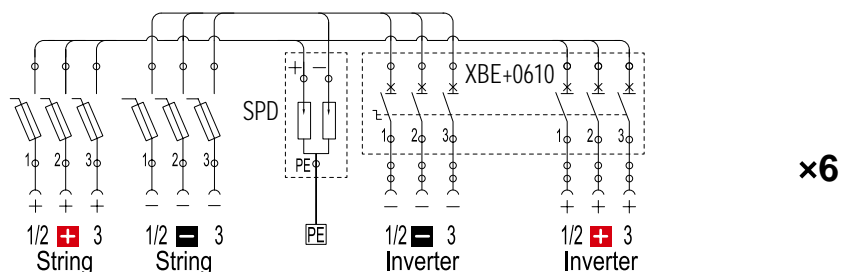 + −
XBE+0610
SPD
1 2 3 1 2 3 PE 1 2 3 1 2 3
+ + + − − − − − − + + +
PE
×6
1/2 + 3 1/2 − 3 1/2 − 3 1/2 + 3
String String Inverter Inverter